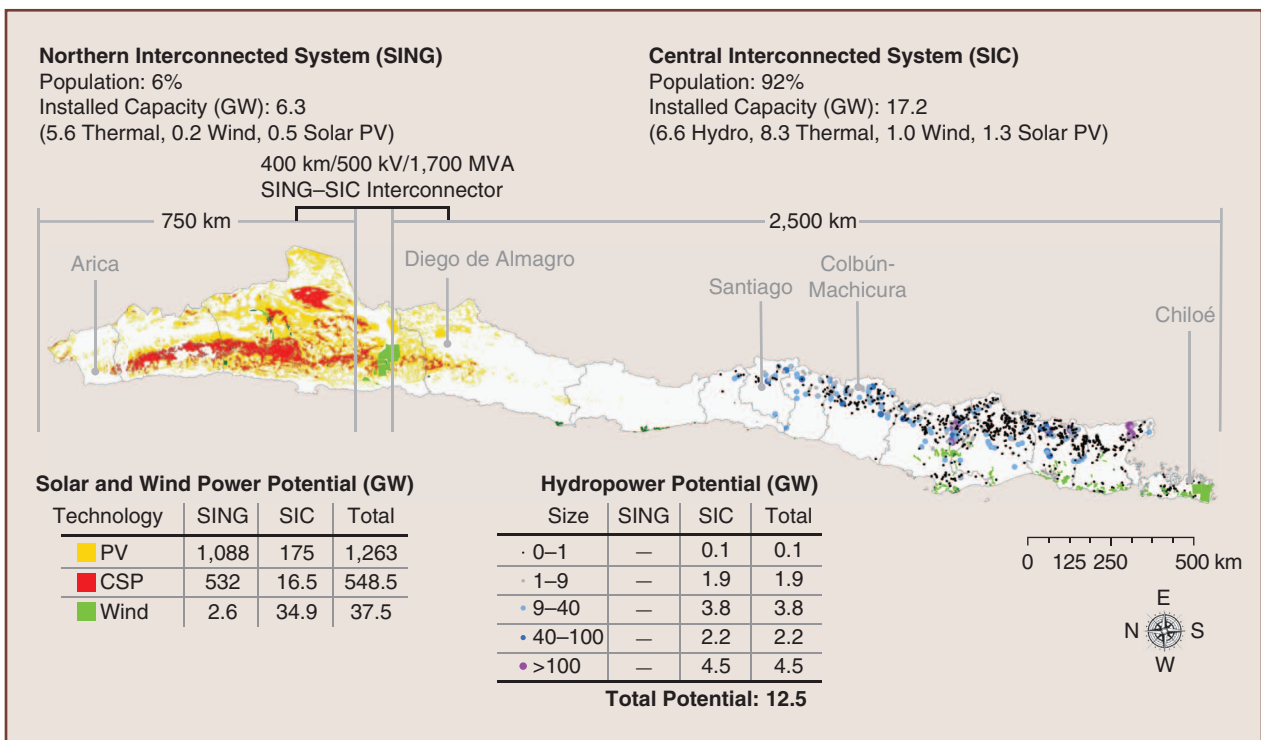 Northern Interconnected System (SING)
Population: 6%
Installed Capacity (GW): 6.3
(5.6 Thermal, 0.2 Wind, 0.5 Solar PV)
Central Interconnected System (SIC)
Population: 92%
Installed Capacity (GW): 17.2
(6.6 Hydro, 8.3 Thermal, 1.0 Wind, 1.3 Solar PV)
400 km/500 kV/1,700 MVA
SING–SIC Interconnector
750 km
2,500 km
Arica
Diego de Almagro
Santiago
Colbún-
Machicura
Chiloé
Solar and Wind Power Potential (GW)
Technology SING SIC Total
PV 1,088 175 1,263
CSP 532 16.5 548.5
Wind 2.6 34.9 37.5
Hydropower Potential (GW)
Size SING SIC Total
0–1 — 0.1 0.1
1–9 — 1.9 1.9
9–40 — 3.8 3.8
40–100 — 2.2 2.2
>100 — 4.5 4.5
Total Potential: 12.5
0 125 250 500 km
E
N S
W